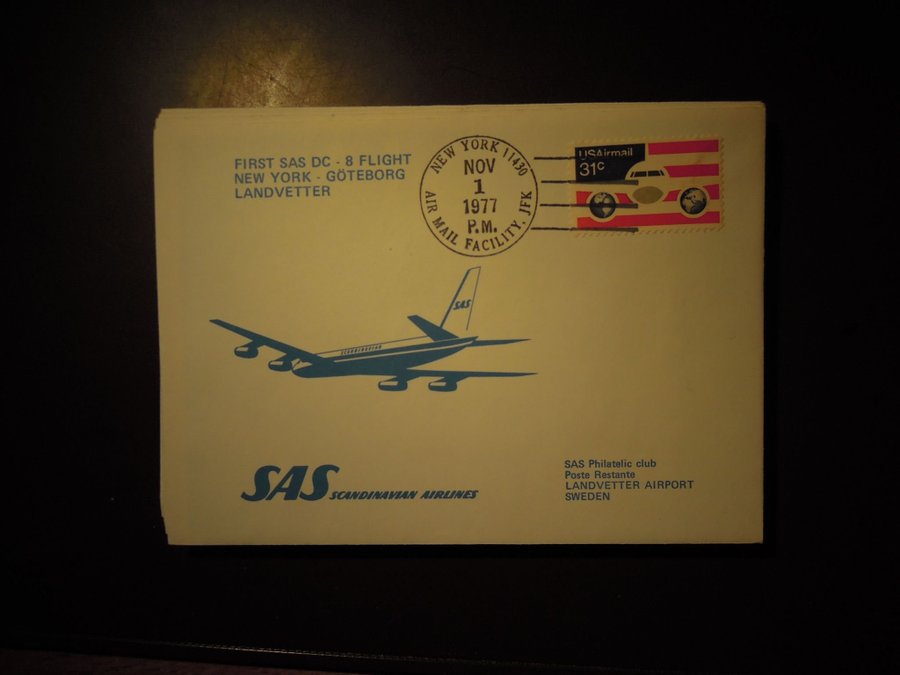 FIRST SAS DC - 8 FLIGHT
NEW YORK - GÖTEBORG
LANDVETTER
NEW YORK 11430
NOV
1
1977
P.M.
AIR MAIL FACILITY, JFK
USAirmail
31c
SAS
SCANDINAVIAN
SAS SCANDINAVIAN AIRLINES
SAS Philatelic club
Poste Restante
LANDVETTER AIRPORT
SWEDEN